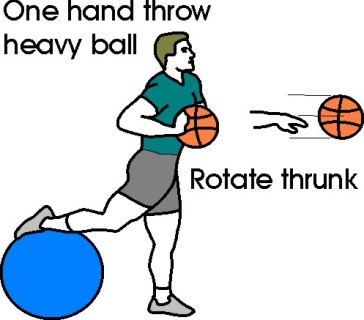 One hand throw
heavy ball
Rotate thrunk